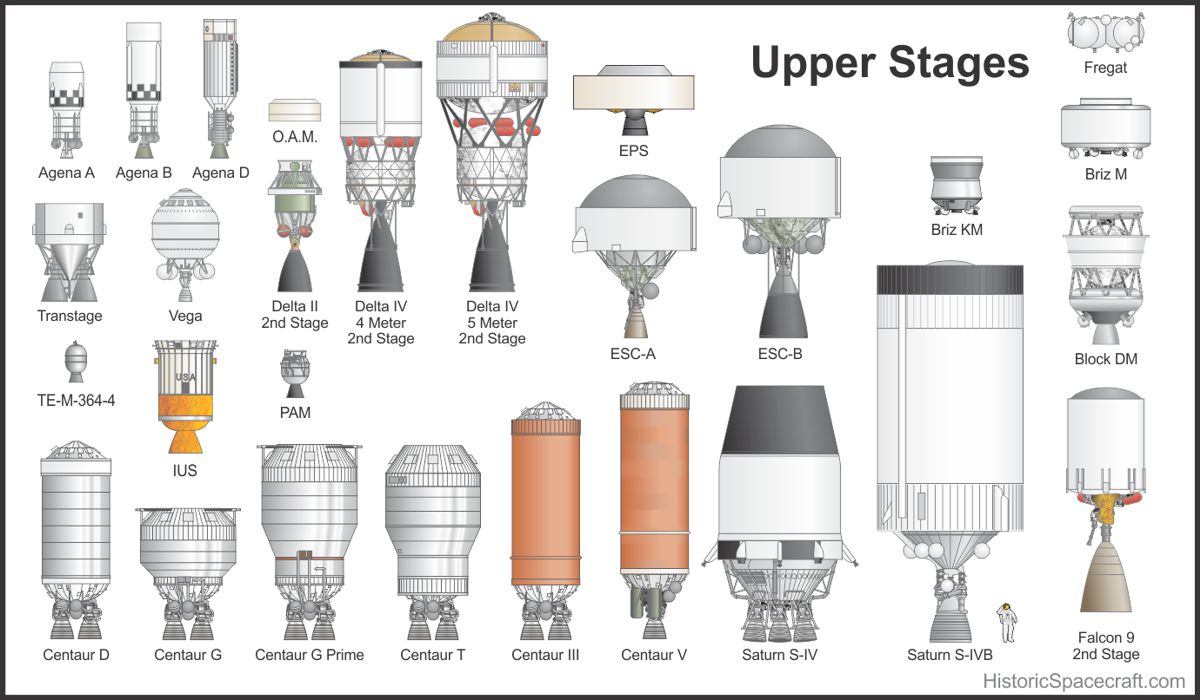 Upper Stages
Agena A
Agena B
Agena D
O.A.M.
EPS
Fregat
Briz M
Briz KM
Transtage
Vega
Delta II
2nd Stage
Delta IV
4 Meter
2nd Stage
Delta IV
5 Meter
2nd Stage
ESC-A
ESC-B
Block DM
TE-M-364-4
USA
IUS
PAM
Centaur D
Centaur G
Centaur G Prime
Centaur T
Centaur III
Centaur V
Saturn S-IV
Saturn S-IVB
Falcon 9
2nd Stage
HistoricSpacecraft.com